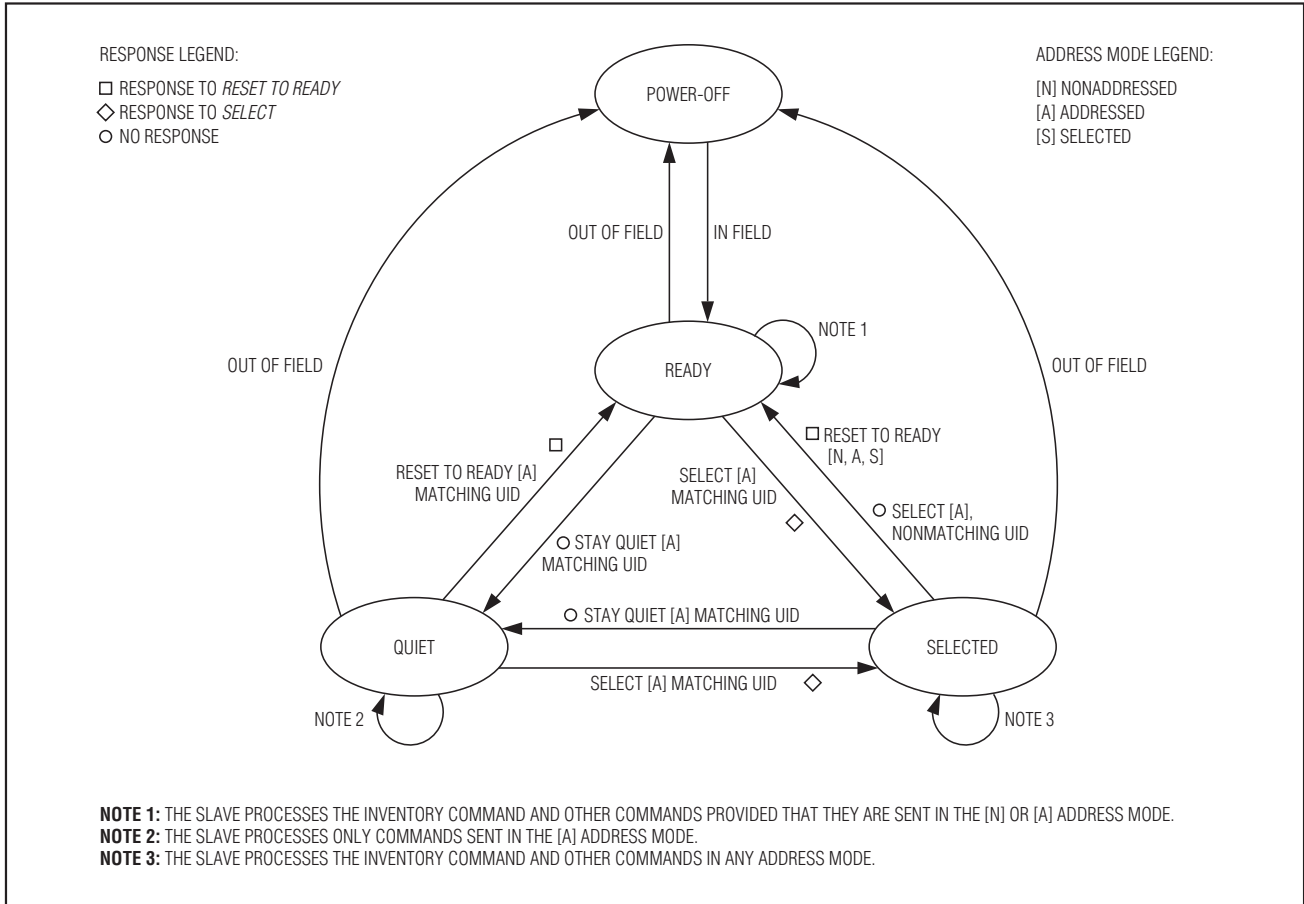 RESPONSE LEGEND:
□ RESPONSE TO RESET TO READY
◇ RESPONSE TO SELECT
○ NO RESPONSE
ADDRESS MODE LEGEND:
[N] NONADDRESSED
[A] ADDRESSED
[S] SELECTED
POWER-OFF
OUT OF FIELD
IN FIELD
NOTE 1
READY
OUT OF FIELD
OUT OF FIELD
RESET TO READY [A]
MATCHING UID
STAY QUIET [A]
MATCHING UID
SELECT [A]
MATCHING UID
RESET TO READY
[N, A, S]
SELECT [A],
NONMATCHING UID
STAY QUIET [A] MATCHING UID
QUIET
SELECTED
SELECT [A] MATCHING UID
NOTE 2
NOTE 3
NOTE 1: THE SLAVE PROCESSES THE INVENTORY COMMAND AND OTHER COMMANDS PROVIDED THAT THEY ARE SENT IN THE [N] OR [A] ADDRESS MODE.
NOTE 2: THE SLAVE PROCESSES ONLY COMMANDS SENT IN THE [A] ADDRESS MODE.
NOTE 3: THE SLAVE PROCESSES THE INVENTORY COMMAND AND OTHER COMMANDS IN ANY ADDRESS MODE.